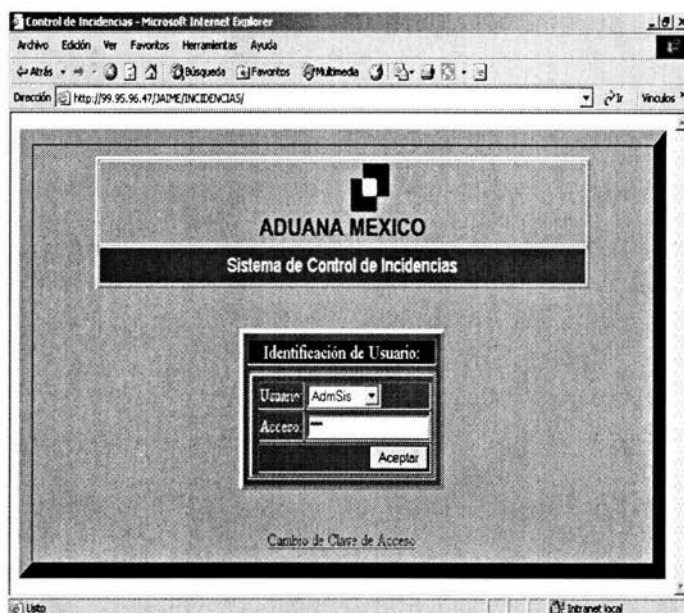 Control de Incidencias - Microsoft Internet Explorer
Archivo Edición Ver Favoritos Herramientas Ayuda
Atrás Búsqueda Favoritos Multimedia
Dirección http://99.95.96.47/JAIME/INCIDENCIAS/ Ir Vínculos
ADUANA MEXICO
Sistema de Control de Incidencias
Identificación de Usuario:
Usuario: AdmSis
Acceso: ***
Aceptar
Cambio de Clave de Acceso
Listo Intranet local